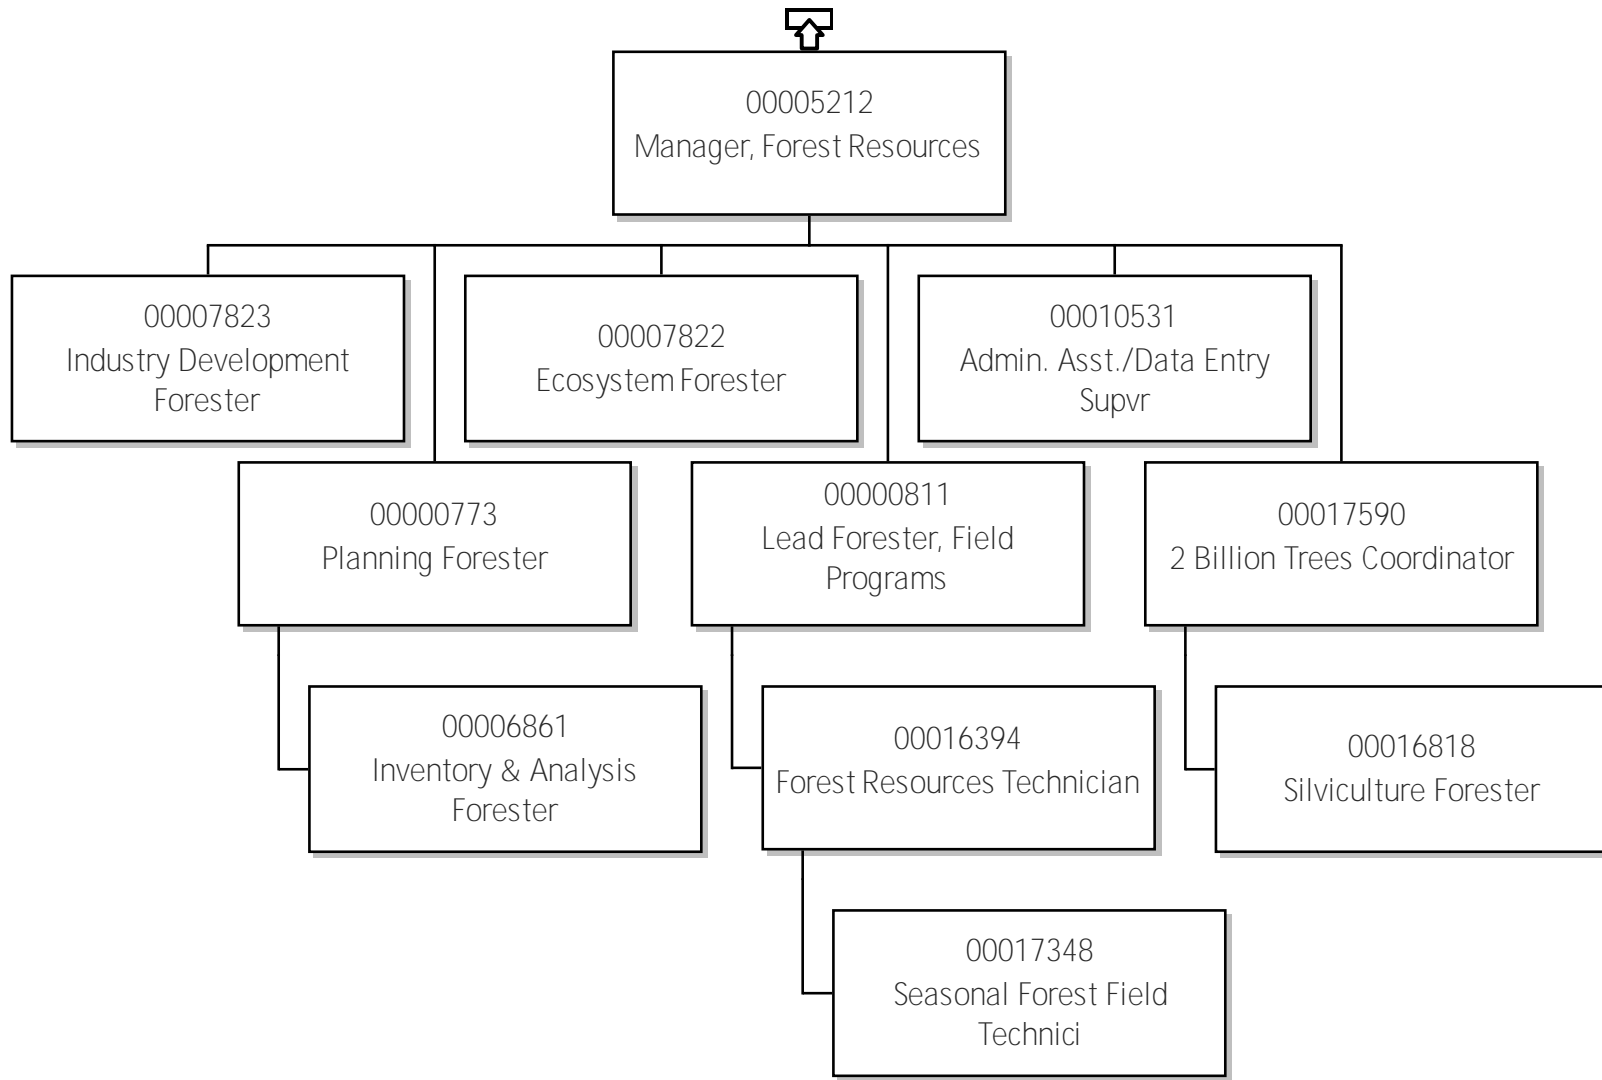 00005212
Manager, Forest Resources
00007823
Industry Development
Forester
00007822
Ecosystem Forester
00010531
Admin. Asst./Data Entry
Supvr
00000773
Planning Forester
00000811
Lead Forester, Field
Programs
00017590
2 Billion Trees Coordinator
00006861
Inventory & Analysis
Forester
00016394
Forest Resources Technician
00016818
Silviculture Forester
00017348
Seasonal Forest Field
Technici